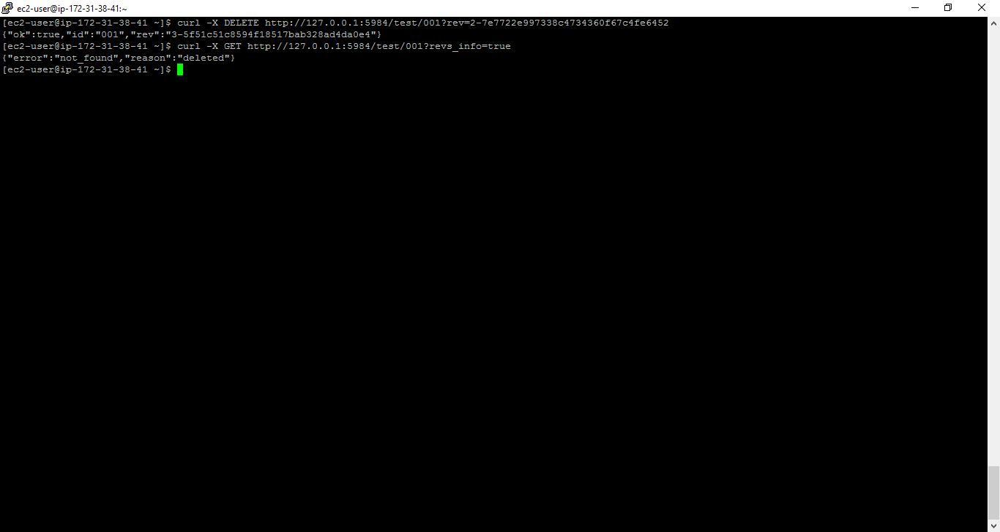 ec2-user@ip-172-31-38-41:~
[ec2-user@ip-172-31-38-41 ~]$ curl -X DELETE http://127.0.0.1:5984/test/001?rev=2-7e7722e997338c4734360f67c4fe6452
{"ok":true,"id":"001","rev":"3-5f51c51c8594f18517bab328ad4da0e4"}
[ec2-user@ip-172-31-38-41 ~]$ curl -X GET http://127.0.0.1:5984/test/001?revs_info=true
{"error":"not_found","reason":"deleted"}
[ec2-user@ip-172-31-38-41 ~]$